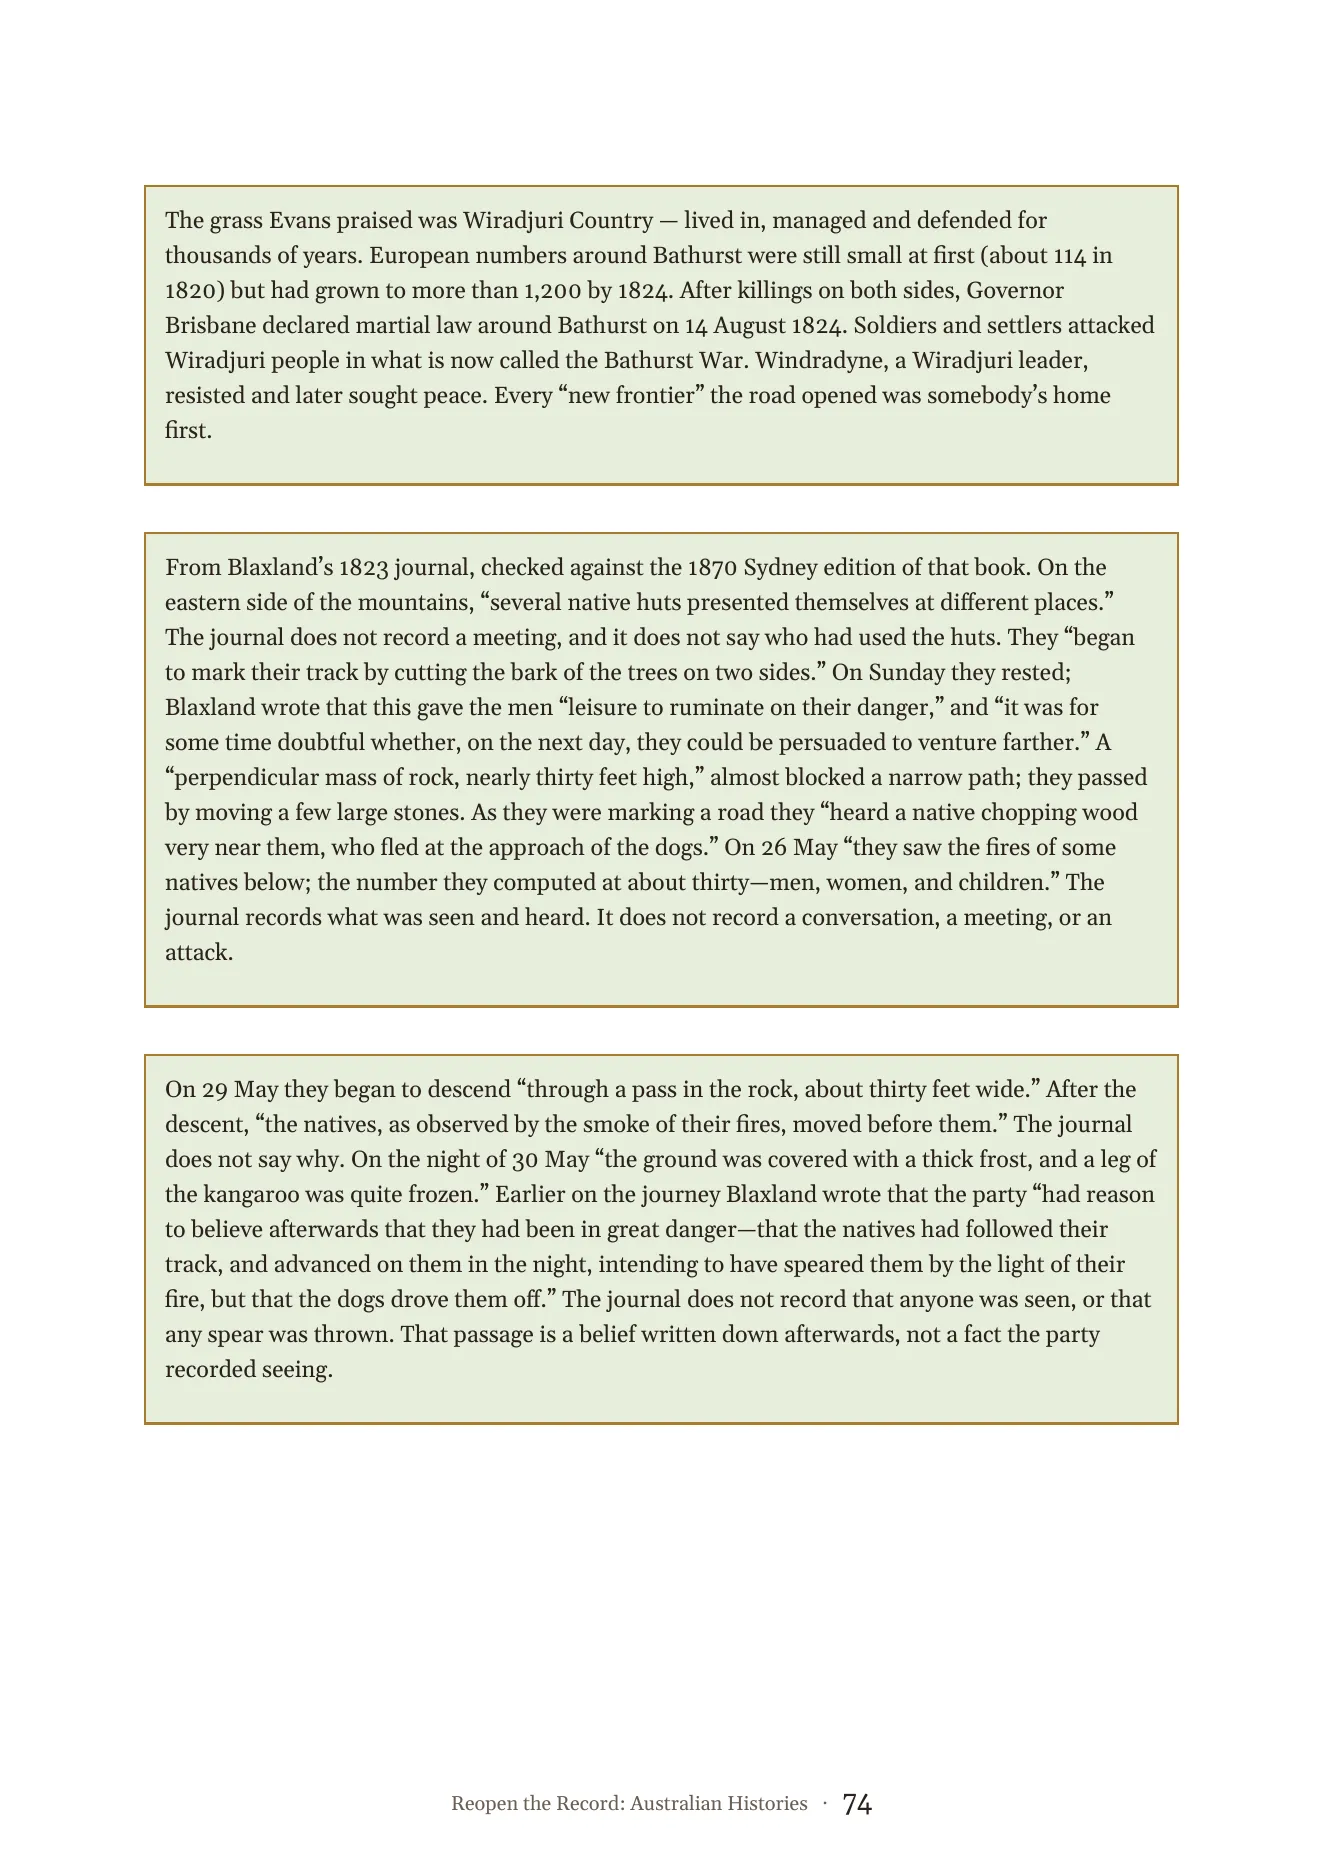 The grass Evans praised was Wiradjuri Country — lived in, managed and defended for
thousands of years. European numbers around Bathurst were still small at first (about 114 in
1820) but had grown to more than 1,200 by 1824. After killings on both sides, Governor
Brisbane declared martial law around Bathurst on 14 August 1824. Soldiers and settlers attacked
Wiradjuri people in what is now called the Bathurst War. Windradyne, a Wiradjuri leader,
resisted and later sought peace. Every “new frontier” the road opened was somebody’s home
first.
From Blaxland’s 1823 journal, checked against the 1870 Sydney edition of that book. On the
eastern side of the mountains, “several native huts presented themselves at different places.”
The journal does not record a meeting, and it does not say who had used the huts. They “began
to mark their track by cutting the bark of the trees on two sides.” On Sunday they rested;
Blaxland wrote that this gave the men “leisure to ruminate on their danger,” and “it was for
some time doubtful whether, on the next day, they could be persuaded to venture farther.” A
“perpendicular mass of rock, nearly thirty feet high,” almost blocked a narrow path; they passed
by moving a few large stones. As they were marking a road they “heard a native chopping wood
very near them, who fled at the approach of the dogs.” On 26 May “they saw the fires of some
natives below; the number they computed at about thirty—men, women, and children.” The
journal records what was seen and heard. It does not record a conversation, a meeting, or an
attack.
On 29 May they began to descend “through a pass in the rock, about thirty feet wide.” After the
descent, “the natives, as observed by the smoke of their fires, moved before them.” The journal
does not say why. On the night of 30 May “the ground was covered with a thick frost, and a leg of
the kangaroo was quite frozen.” Earlier on the journey Blaxland wrote that the party “had reason
to believe afterwards that they had been in great danger—that the natives had followed their
track, and advanced on them in the night, intending to have speared them by the light of their
fire, but that the dogs drove them off.” The journal does not record that anyone was seen, or that
any spear was thrown. That passage is a belief written down afterwards, not a fact the party
recorded seeing.
Reopen the Record: Australian Histories · 74